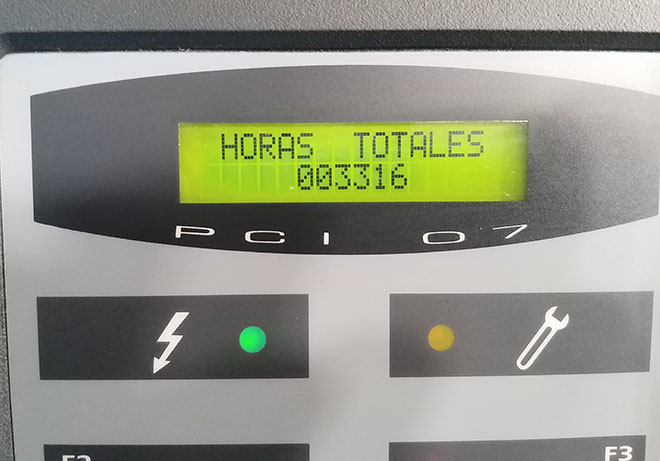 HORAS TOTALES
003316
PCI 07
F3